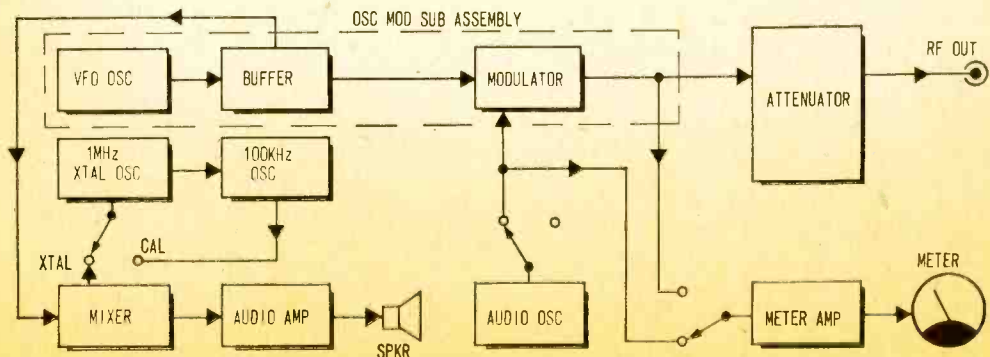 OSC MOD SUB ASSEMBLY
RF OUT
VFO OSC
BUFFER
MODULATOR
ATTENUATOR
1MHz
XTAL OSC
100KHz
OSC
XTAL
CAL
METER
MIXER
AUDIO AMP
SPKR
AUDIO OSC
METER AMP